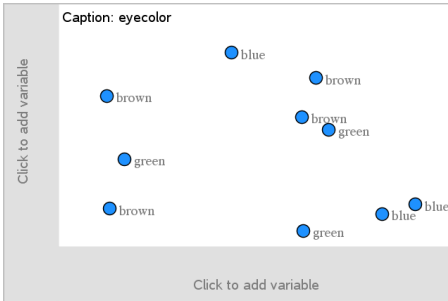 Caption: eyecolor
blue
brown
brown
brown
green
green
brown
blue
blue
green
Click to add variable
Click to add variable